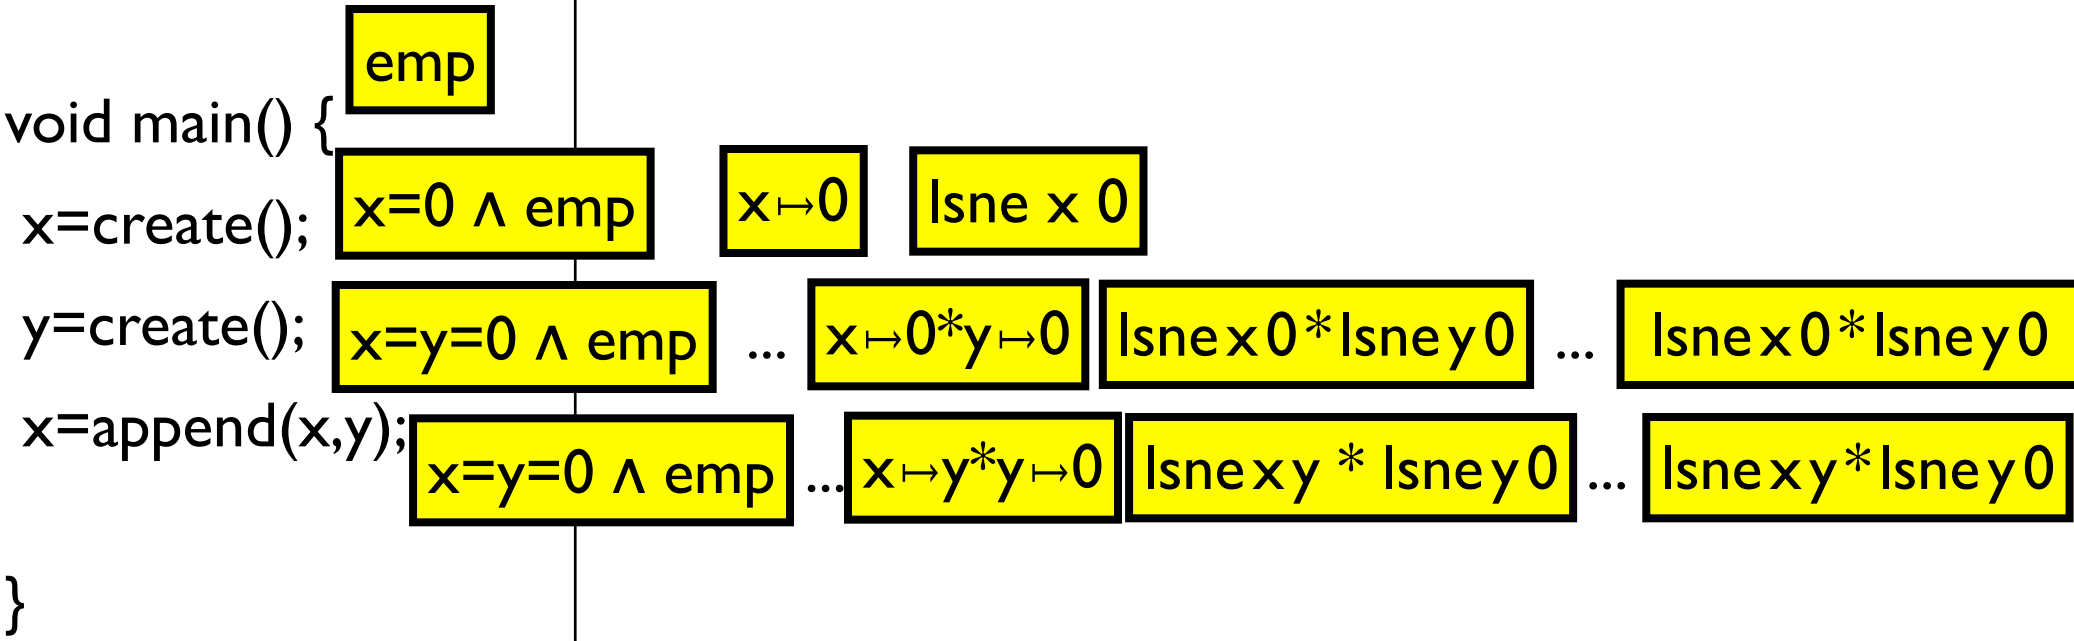 emp
void main() {
x=create(); x=0 ∧ emp x↦0 lsne x 0
y=create(); x=y=0 ∧ emp ... x↦0*y↦0 lsne x 0 * lsne y 0 ... lsne x 0 * lsne y 0
x=append(x,y); x=y=0 ∧ emp ... x↦y*y↦0 lsne x y * lsne y 0 ... lsne x y * lsne y 0
}